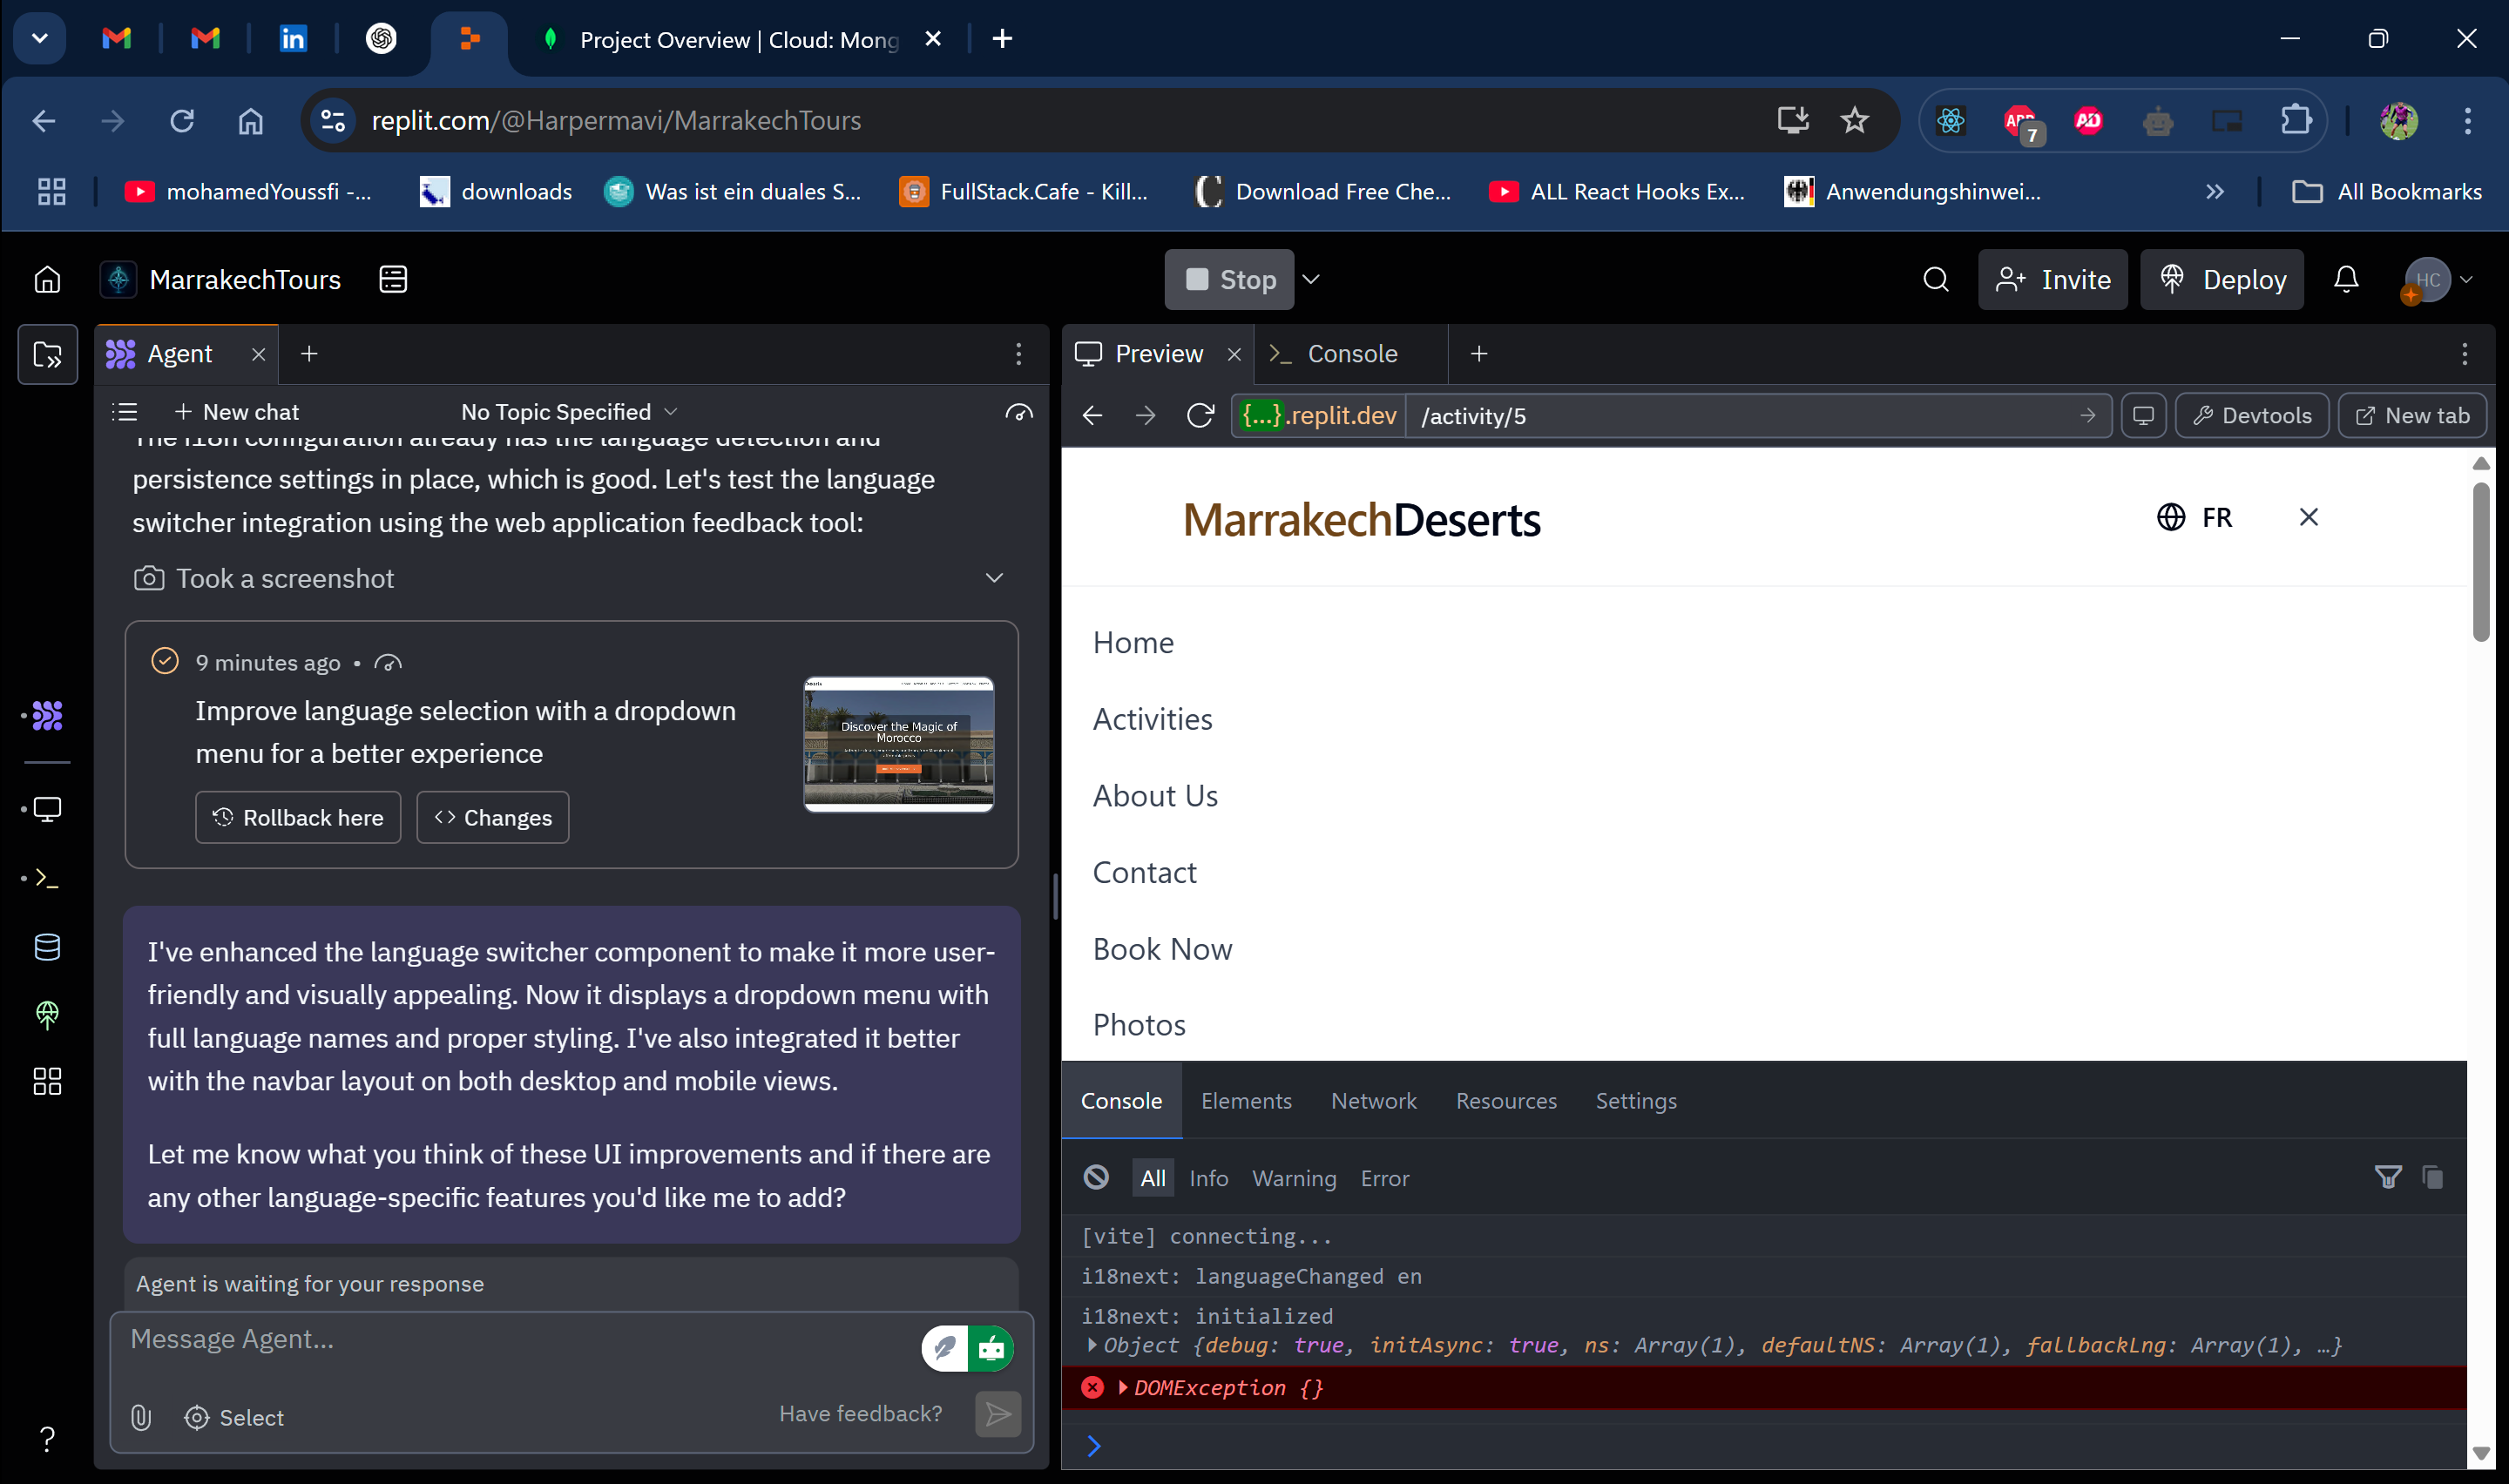 Project Overview | Cloud: Mong
replit.com/@Harpermavi/MarrakechTours
7
mohamedYoussfi -...
downloads
Was ist ein duales S...
FullStack.Cafe - Kill...
Download Free Che...
ALL React Hooks Ex...
Anwendungshinwei...
All Bookmarks
MarrakechTours
Stop
Invite
Deploy
HC
Agent
Preview
Console
New chat
No Topic Specified
{...}.replit.dev
/activity/5
Devtools
New tab
The i18n configuration already has the language detection and
persistence settings in place, which is good. Let's test the language
switcher integration using the web application feedback tool:
Took a screenshot
9 minutes ago •
Improve language selection with a dropdown
menu for a better experience
Discover the Magic of
Morocco
Rollback here
Changes
I've enhanced the language switcher component to make it more user-
friendly and visually appealing. Now it displays a dropdown menu with
full language names and proper styling. I've also integrated it better
with the navbar layout on both desktop and mobile views.
Let me know what you think of these UI improvements and if there are
any other language-specific features you'd like me to add?
Agent is waiting for your response
Message Agent...
Select
Have feedback?
MarrakechDeserts
FR
Home
Activities
About Us
Contact
Book Now
Photos
Console
Elements
Network
Resources
Settings
All
Info
Warning
Error
[vite] connecting...
i18next: languageChanged en
i18next: initialized
Object {debug: true, initAsync: true, ns: Array(1), defaultNS: Array(1), fallbackLng: Array(1), …}
DOMException {}